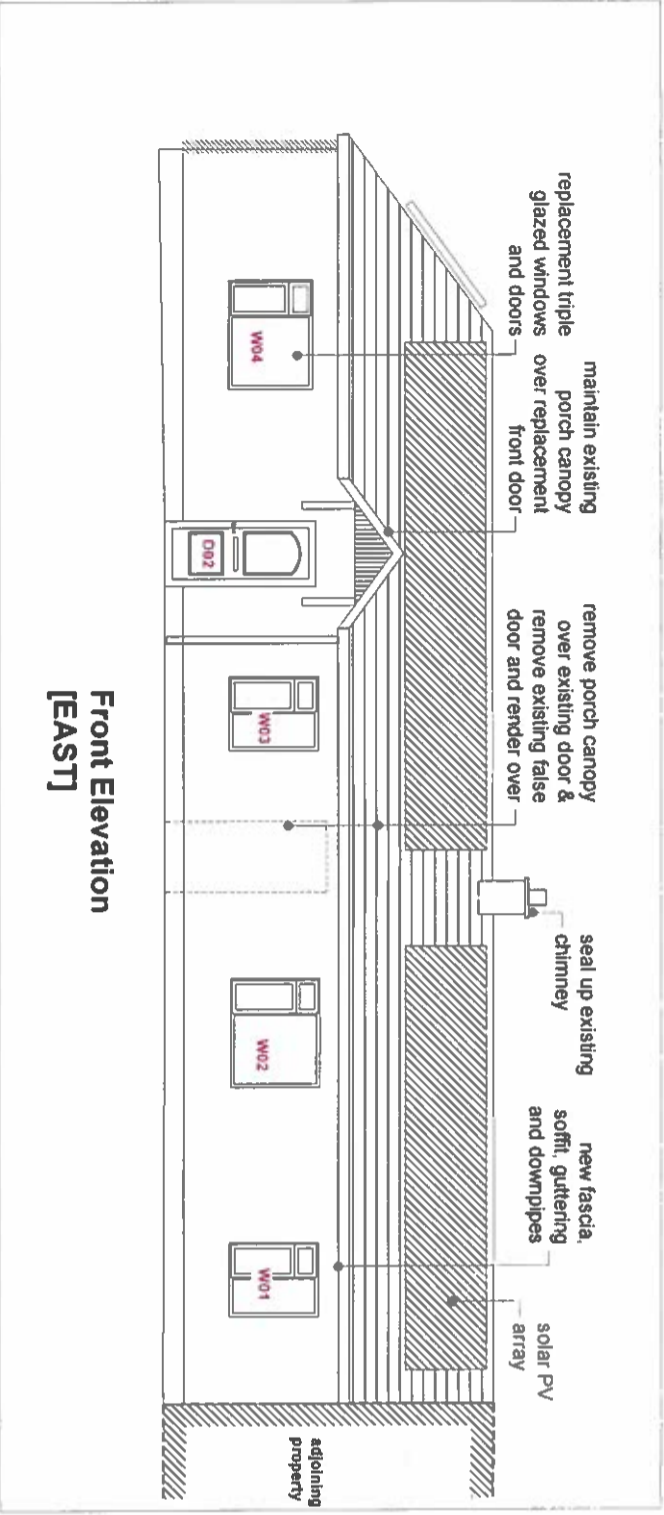 replacement triple
glazed windows
and doors
maintain existing
porch canopy
over replacement
front door
remove porch canopy
over existing door &
remove existing false
door and render over
seal up existing
chimney
new fascia,
soffit, guttering
and downpipes
solar PV
array
W04
D02
W03
W02
W01
adjoining
property
Front Elevation
[EAST]